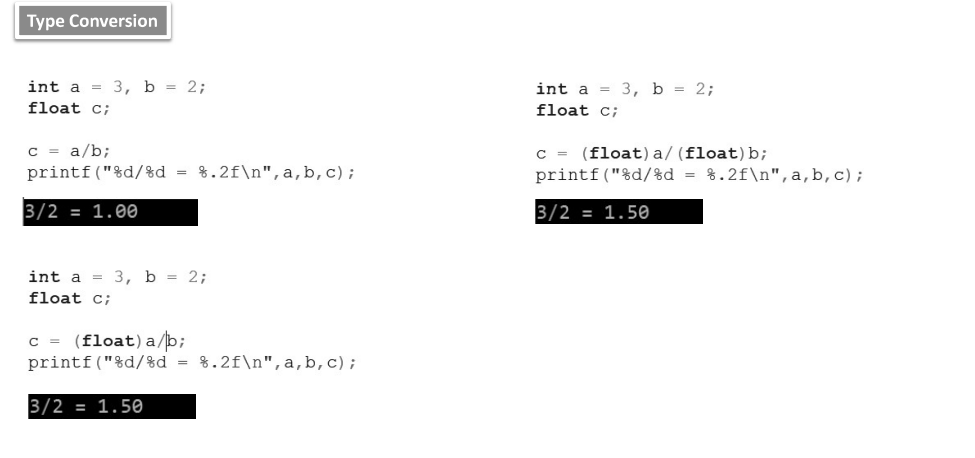 Type Conversion
int a = 3, b = 2;
float c;
c = a/b;
printf("%d/%d = %.2f\n",a,b,c);
3/2 = 1.00
int a = 3, b = 2;
float c;
c = (float)a/(float)b;
printf("%d/%d = %.2f\n",a,b,c);
3/2 = 1.50
int a = 3, b = 2;
float c;
c = (float)a/b;
printf("%d/%d = %.2f\n",a,b,c);
3/2 = 1.50